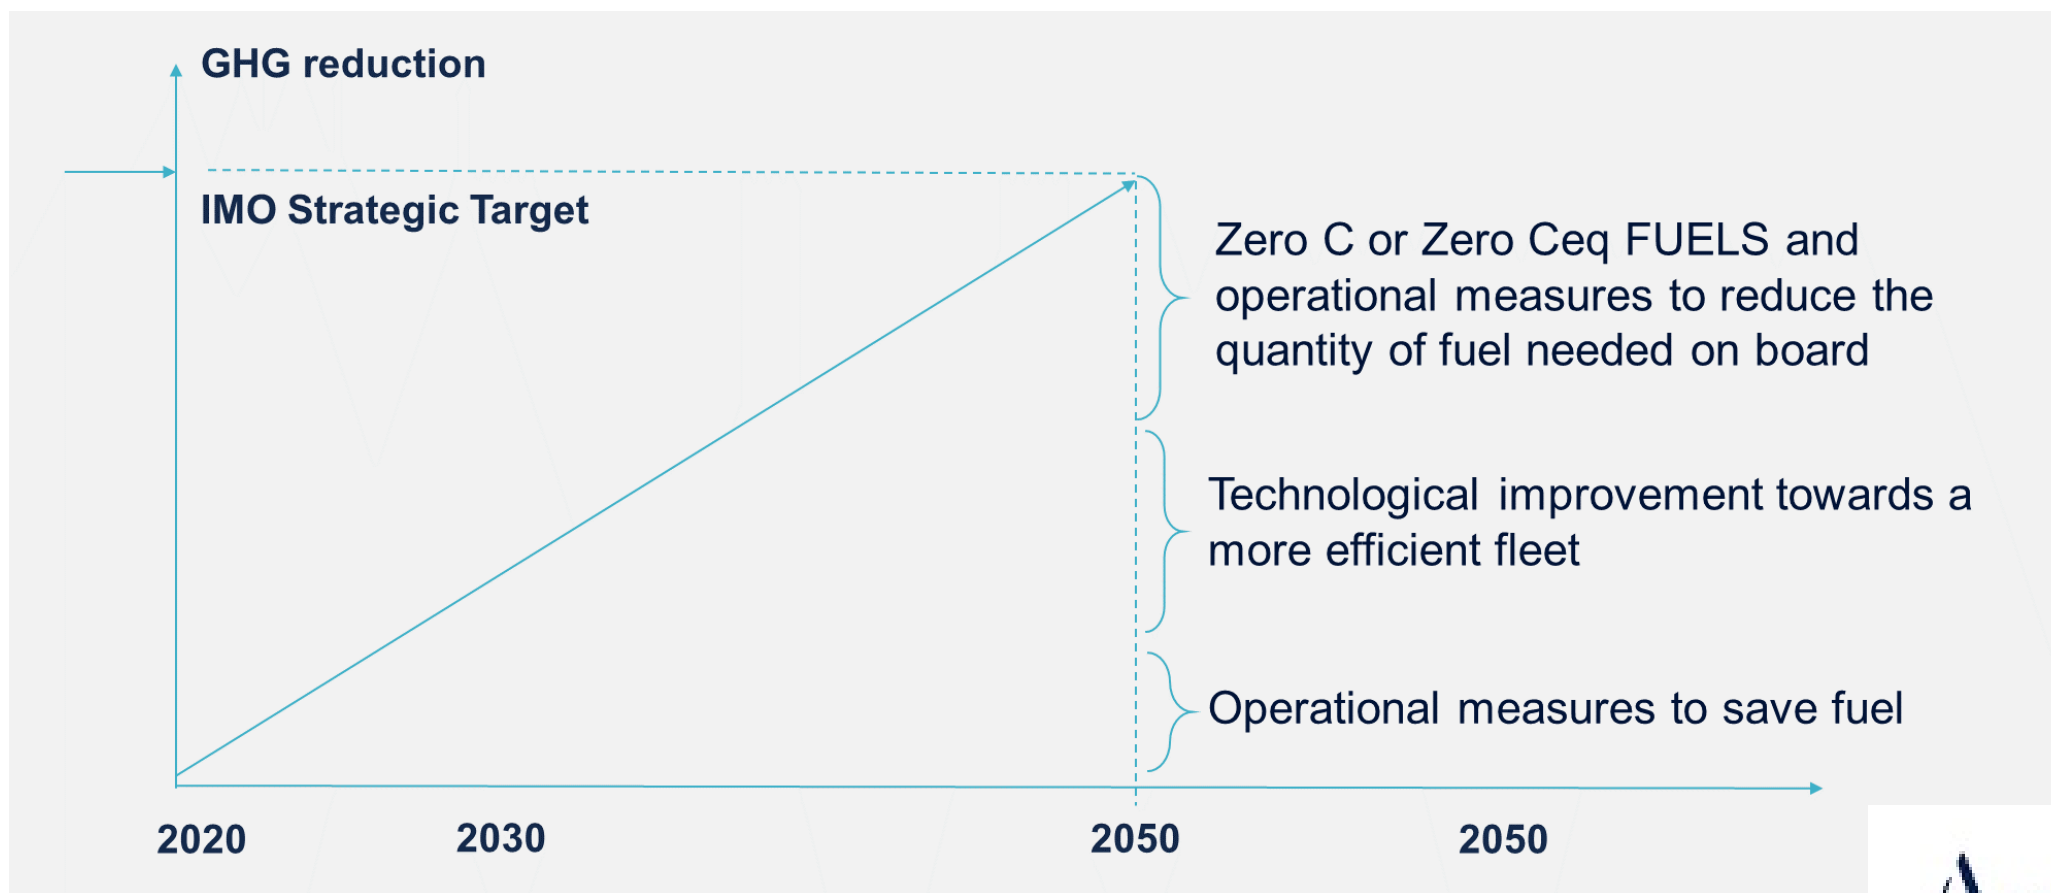 GHG reduction
IMO Strategic Target
Zero C or Zero Ceq FUELS and
operational measures to reduce the
quantity of fuel needed on board
Technological improvement towards a
more efficient fleet
Operational measures to save fuel
2020
2030
2050
2050